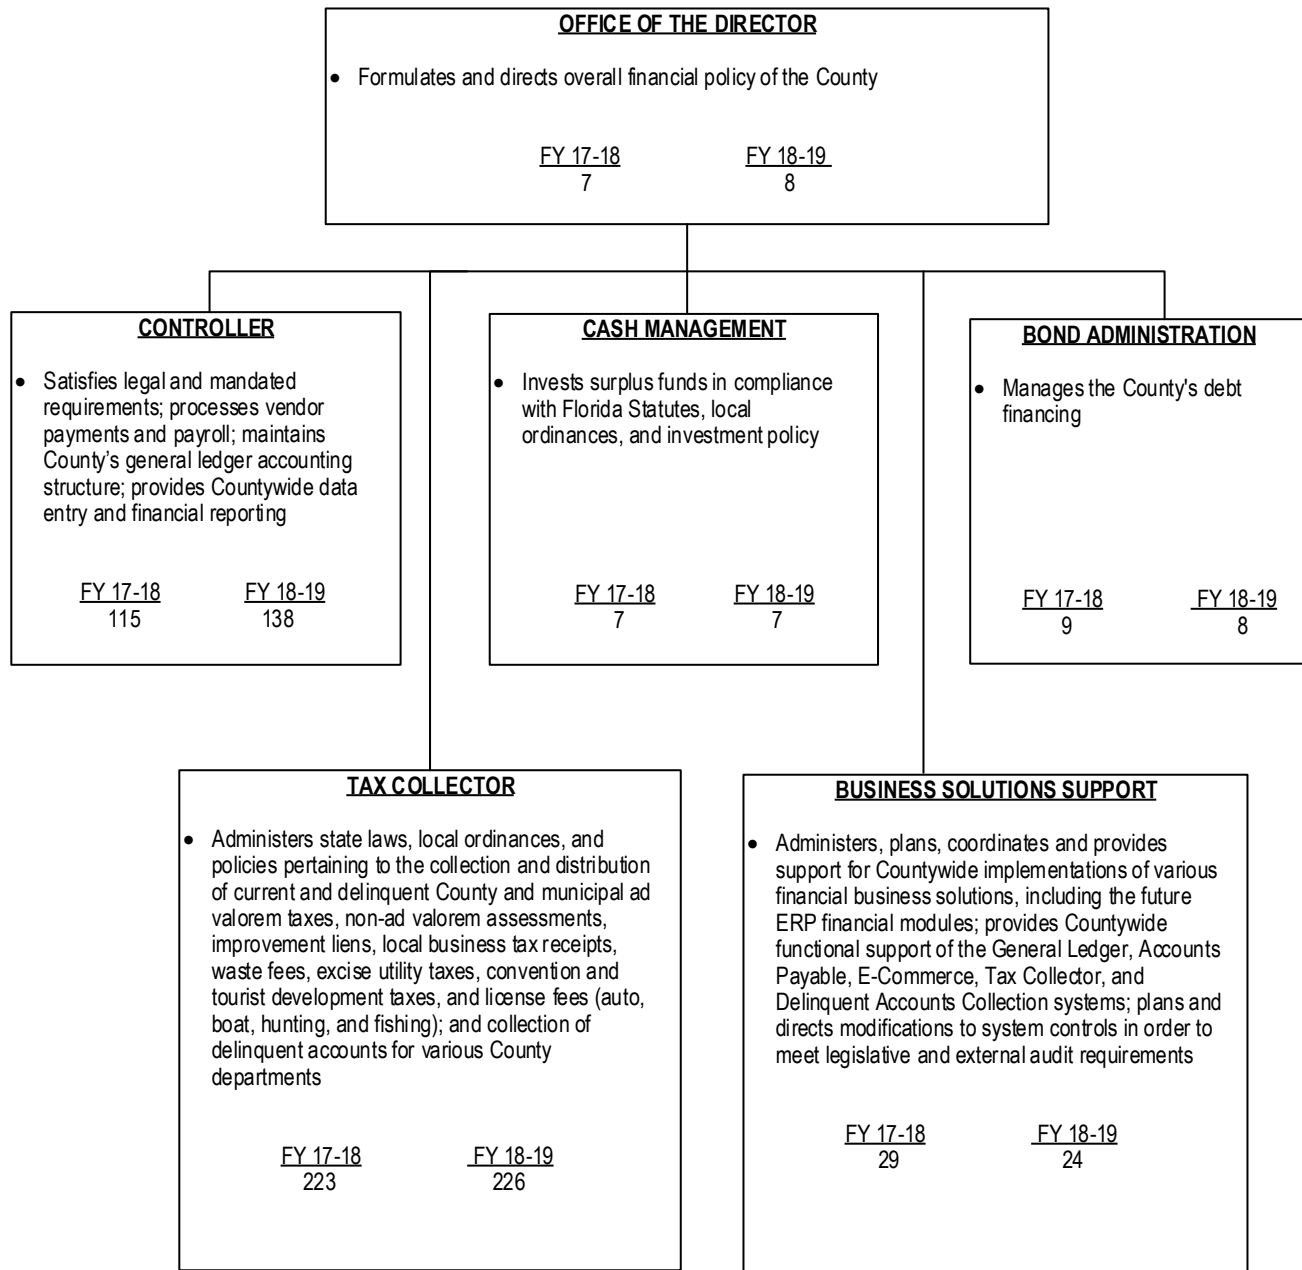 OFFICE OF THE DIRECTOR
• Formulates and directs overall financial policy of the County
FY 17-18 FY 18-19
7 8
CONTROLLER
• Satisfies legal and mandated
requirements; processes vendor
payments and payroll; maintains
County’s general ledger accounting
structure; provides Countywide data
entry and financial reporting
FY 17-18 FY 18-19
115 138
CASH MANAGEMENT
• Invests surplus funds in compliance
with Florida Statutes, local
ordinances, and investment policy
FY 17-18 FY 18-19
7 7
BOND ADMINISTRATION
• Manages the County's debt
financing
FY 17-18 FY 18-19
9 8
TAX COLLECTOR
• Administers state laws, local ordinances, and
policies pertaining to the collection and distribution
of current and delinquent County and municipal ad
valorem taxes, non-ad valorem assessments,
improvement liens, local business tax receipts,
waste fees, excise utility taxes, convention and
tourist development taxes, and license fees (auto,
boat, hunting, and fishing); and collection of
delinquent accounts for various County
departments
FY 17-18 FY 18-19
223 226
BUSINESS SOLUTIONS SUPPORT
• Administers, plans, coordinates and provides
support for Countywide implementations of various
financial business solutions, including the future
ERP financial modules; provides Countywide
functional support of the General Ledger, Accounts
Payable, E-Commerce, Tax Collector, and
Delinquent Accounts Collection systems; plans and
directs modifications to system controls in order to
meet legislative and external audit requirements
FY 17-18 FY 18-19
29 24